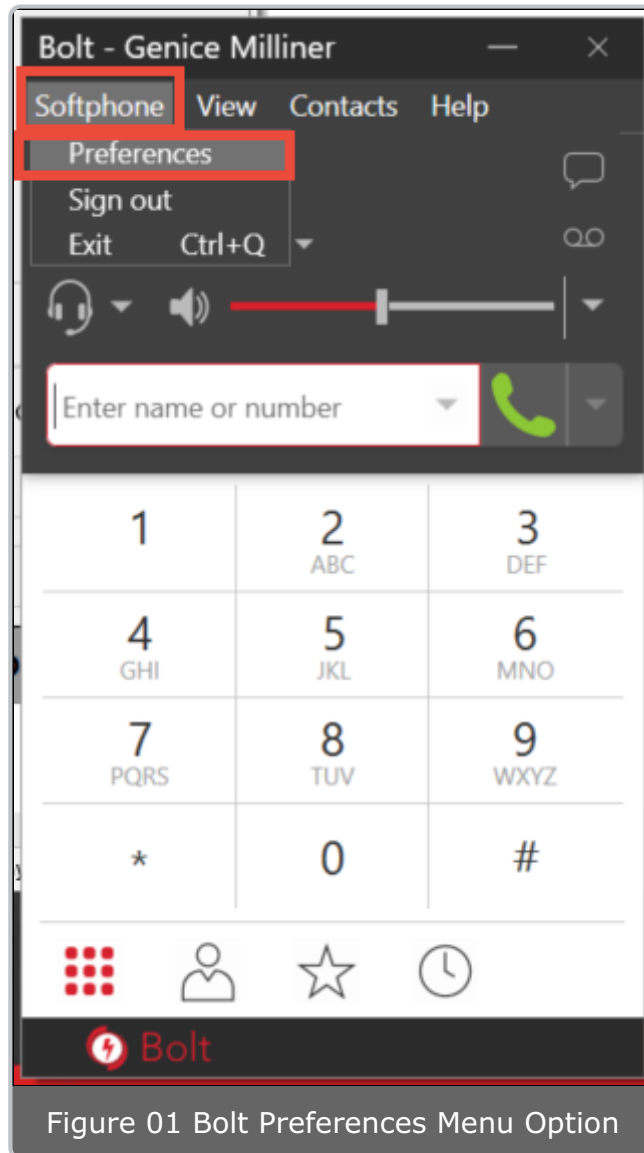 Bolt - Genice Milliner
Softphone View Contacts Help
Preferences
Sign out
Exit Ctrl+Q
Enter name or number
1 2 3
ABC DEF
4 5 6
GHI JKL MNO
7 8 9
PQRS TUV WXYZ
* 0 #
Bolt
Figure 01 Bolt Preferences Menu Option